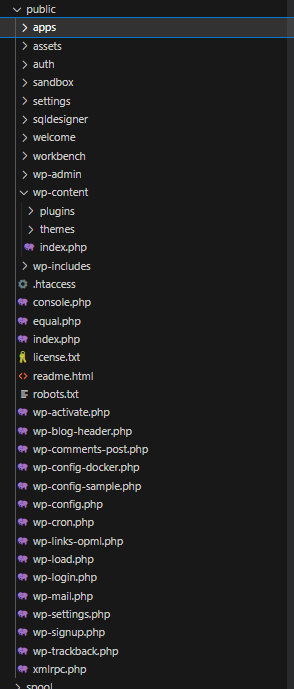 public
apps
assets
auth
sandbox
settings
sqldesigner
welcome
workbench
wp-admin
wp-content
plugins
themes
index.php
wp-includes
.htaccess
console.php
equal.php
index.php
license.txt
readme.html
robots.txt
wp-activate.php
wp-blog-header.php
wp-comments-post.php
wp-config-docker.php
wp-config-sample.php
wp-config.php
wp-cron.php
wp-links-opml.php
wp-load.php
wp-login.php
wp-mail.php
wp-settings.php
wp-signup.php
wp-trackback.php
xmlrpc.php
spool